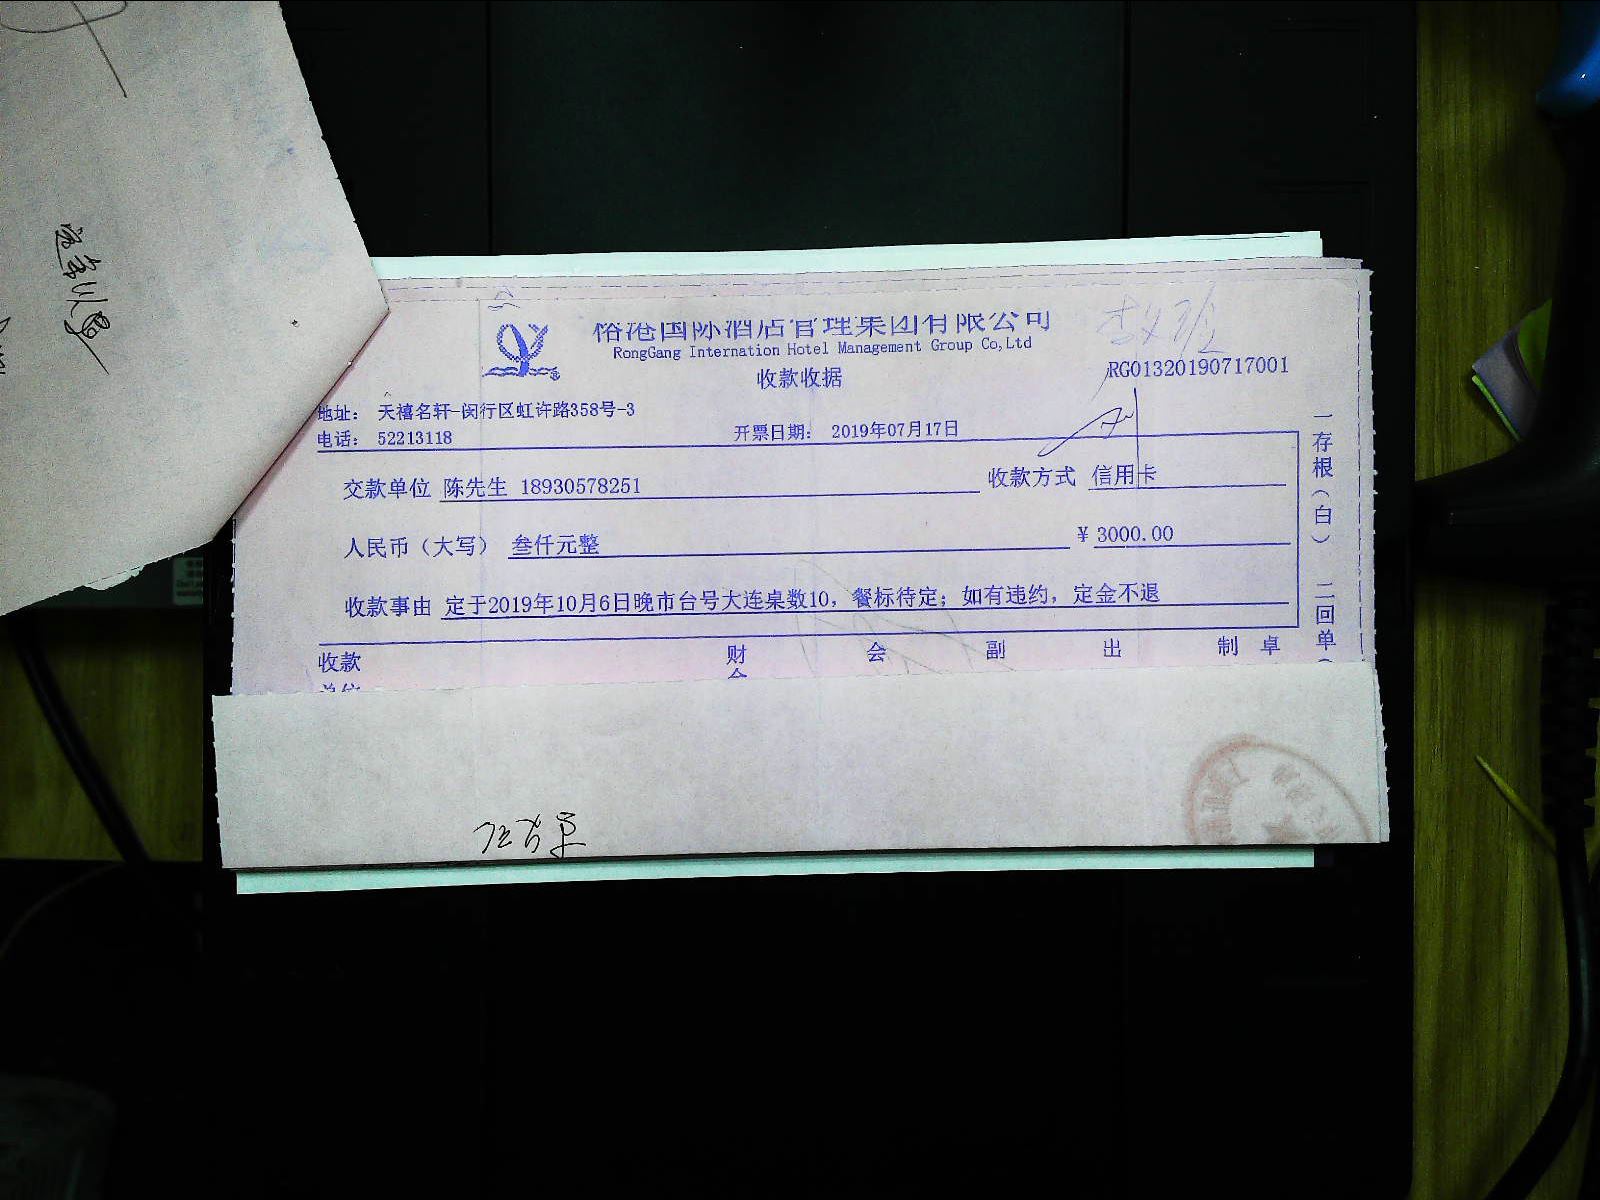 俗港国际酒店管理集团有限公司
RongGang Internation Hotel Management Group Co,Ltd
收款收据
RG01320190717001
地址： 天禧名轩-闵行区虹许路358号-3
电话： 52213118
开票日期： 2019年07月17日
交款单位 陈先生 18930578251
收款方式 信用卡
人民币（大写） 叁仟元整
￥ 3000.00
收款事由 定于2019年10月6日晚市台号大连桌数10，餐标待定；如有违约，定金不退
收款 财 会 副 出 制 卓
一存根（白） 二回单（